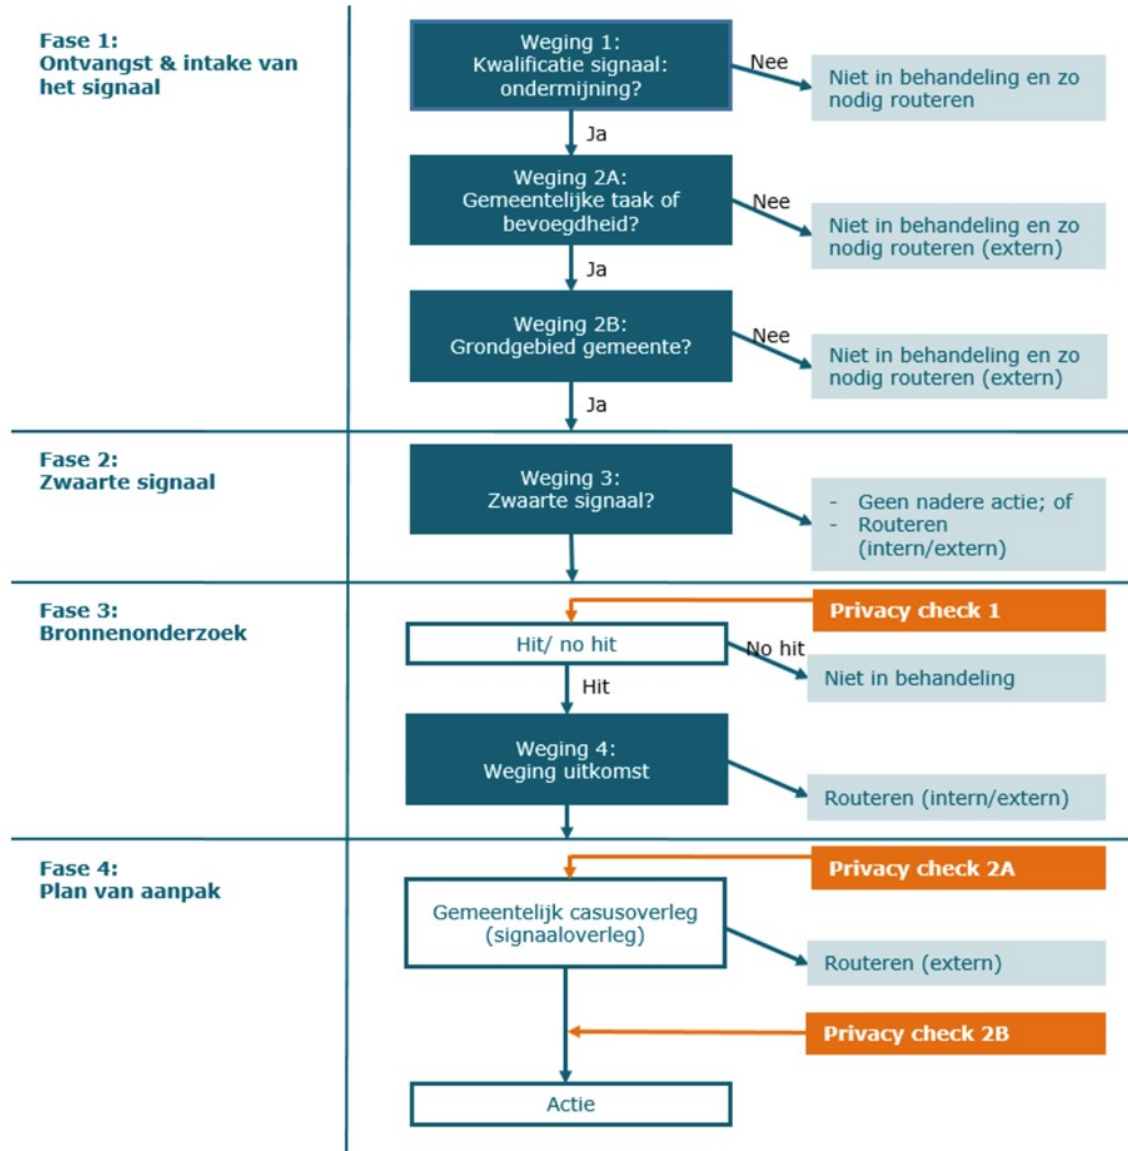 Fase 1:
Ontvangst & intake van
het signaal
Weging 1:
Kwalificatie signaal:
ondermijning?
Nee
Niet in behandeling en zo
nodig routeren
Ja
Weging 2A:
Gemeentelijke taak of
bevoegdheid?
Nee
Niet in behandeling en zo
nodig routeren (extern)
Ja
Weging 2B:
Grondgebied gemeente?
Nee
Niet in behandeling en zo
nodig routeren (extern)
Ja
Fase 2:
Zwaarte signaal
Weging 3:
Zwaarte signaal?
- Geen nadere actie; of
- Routeren
(intern/extern)
Fase 3:
Bronnenonderzoek
Privacy check 1
Hit/ no hit
No hit
Niet in behandeling
Hit
Weging 4:
Weging uitkomst
Routeren (intern/extern)
Fase 4:
Plan van aanpak
Privacy check 2A
Gemeentelijk casusoverleg
(signaaloverleg)
Routeren (extern)
Privacy check 2B
Actie